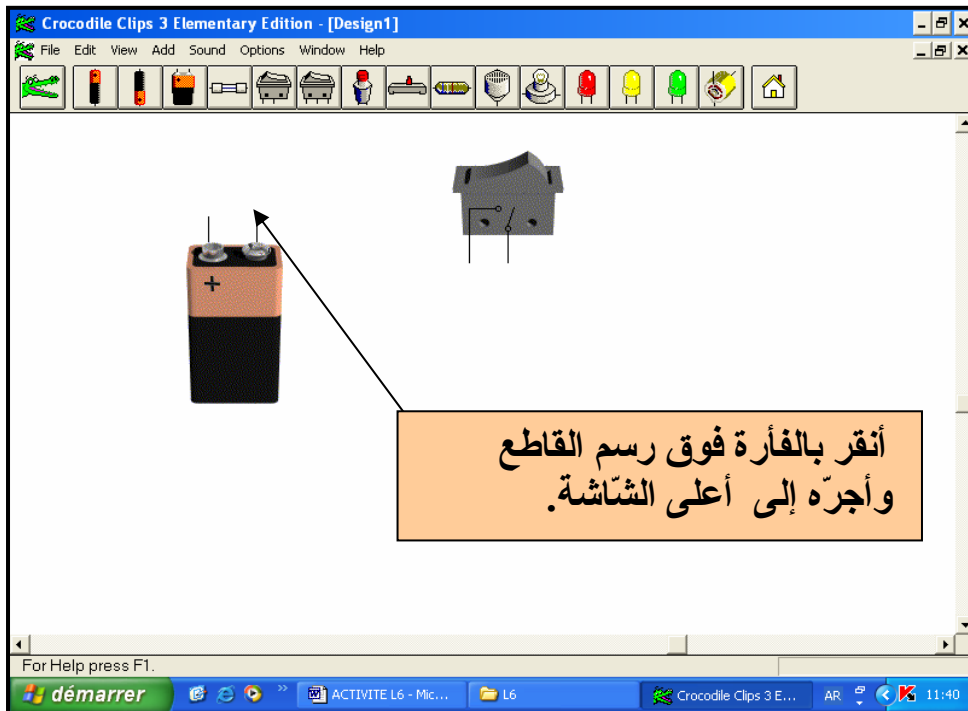 Crocodile Clips 3 Elementary Edition - [Design1]
File Edit View Add Sound Options Window Help
+
أنقر بالفأرة فوق رسم القاطع
وأجرّه إلى أعلى الشّاشة.
For Help press F1.
démarrer
»
ACTIVITE L6 - Mic...
L6
Crocodile Clips 3 E...
AR
11:40